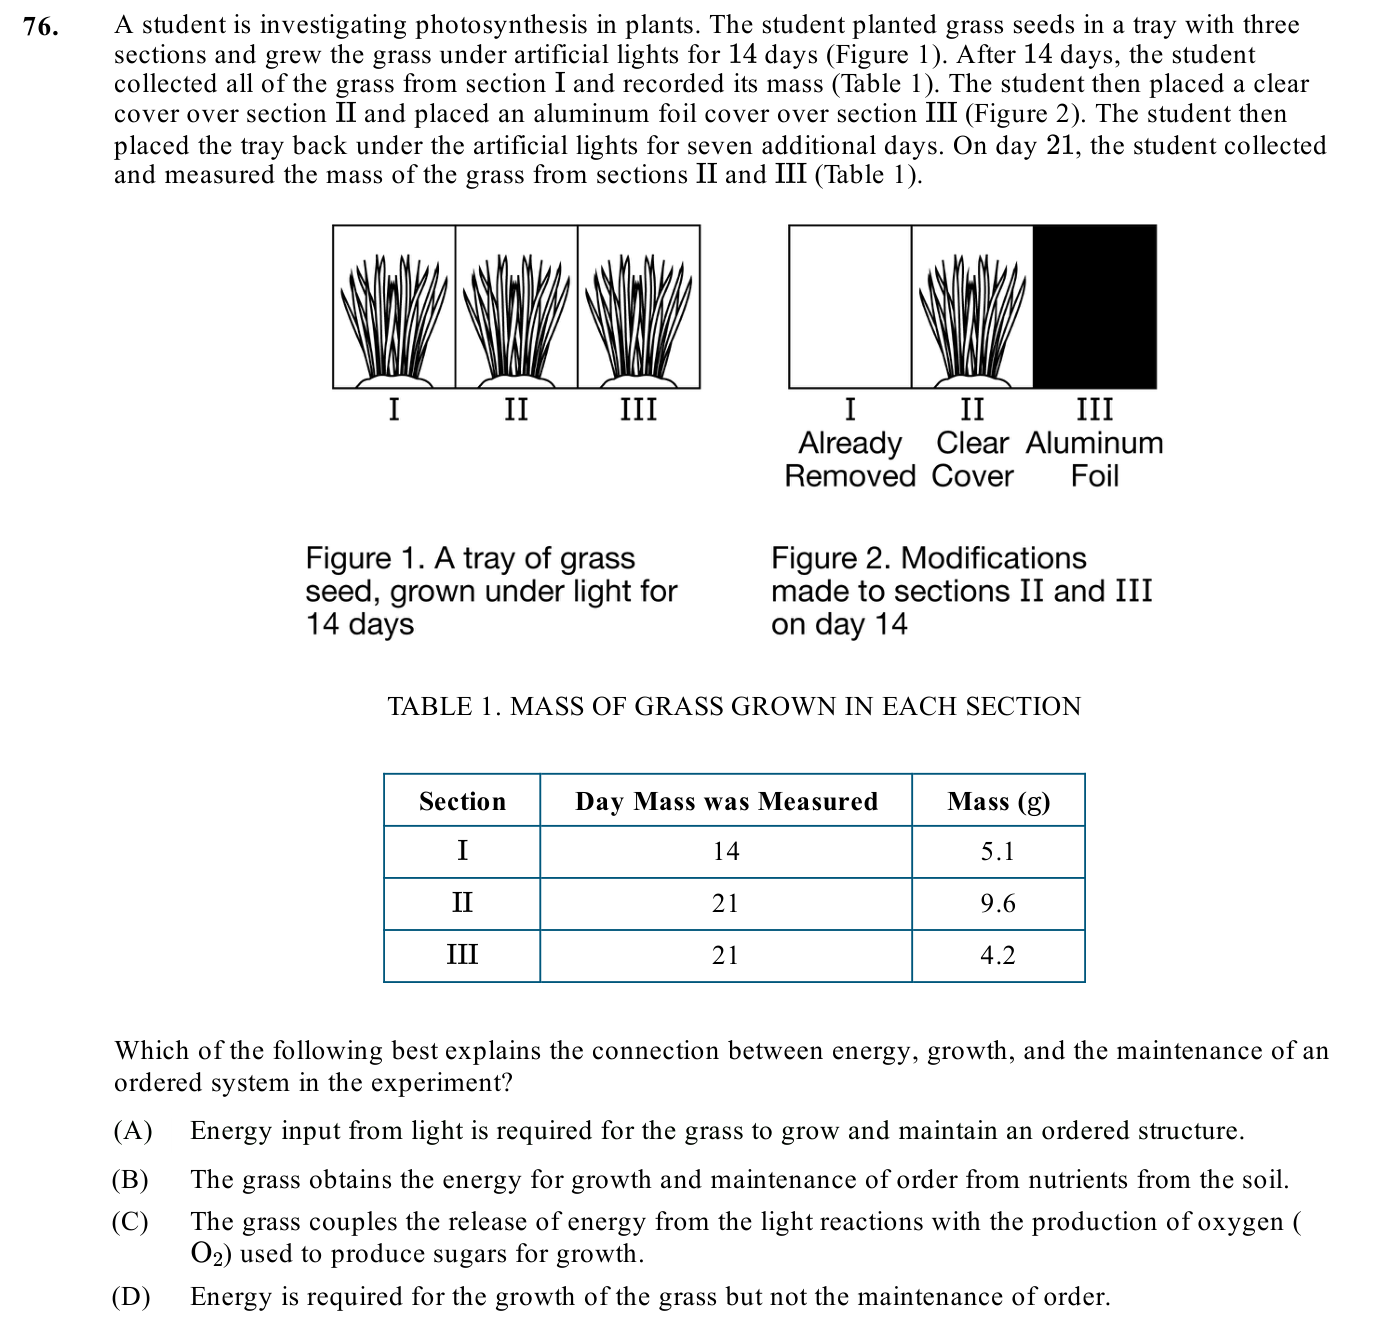 76. A student is investigating photosynthesis in plants. The student planted grass seeds in a tray with three
sections and grew the grass under artificial lights for 14 days (Figure 1). After 14 days, the student
collected all of the grass from section I and recorded its mass (Table 1). The student then placed a clear
cover over section II and placed an aluminum foil cover over section III (Figure 2). The student then
placed the tray back under the artificial lights for seven additional days. On day 21, the student collected
and measured the mass of the grass from sections II and III (Table 1).
I II III
I II III
Already Clear Aluminum
Removed Cover Foil
Figure 1. A tray of grass
seed, grown under light for
14 days
Figure 2. Modifications
made to sections II and III
on day 14
TABLE 1. MASS OF GRASS GROWN IN EACH SECTION
Section Day Mass was Measured Mass (g)
I 14 5.1
II 21 9.6
III 21 4.2
Which of the following best explains the connection between energy, growth, and the maintenance of an
ordered system in the experiment?
(A) Energy input from light is required for the grass to grow and maintain an ordered structure.
(B) The grass obtains the energy for growth and maintenance of order from nutrients from the soil.
(C) The grass couples the release of energy from the light reactions with the production of oxygen (
O₂) used to produce sugars for growth.
(D) Energy is required for the growth of the grass but not the maintenance of order.